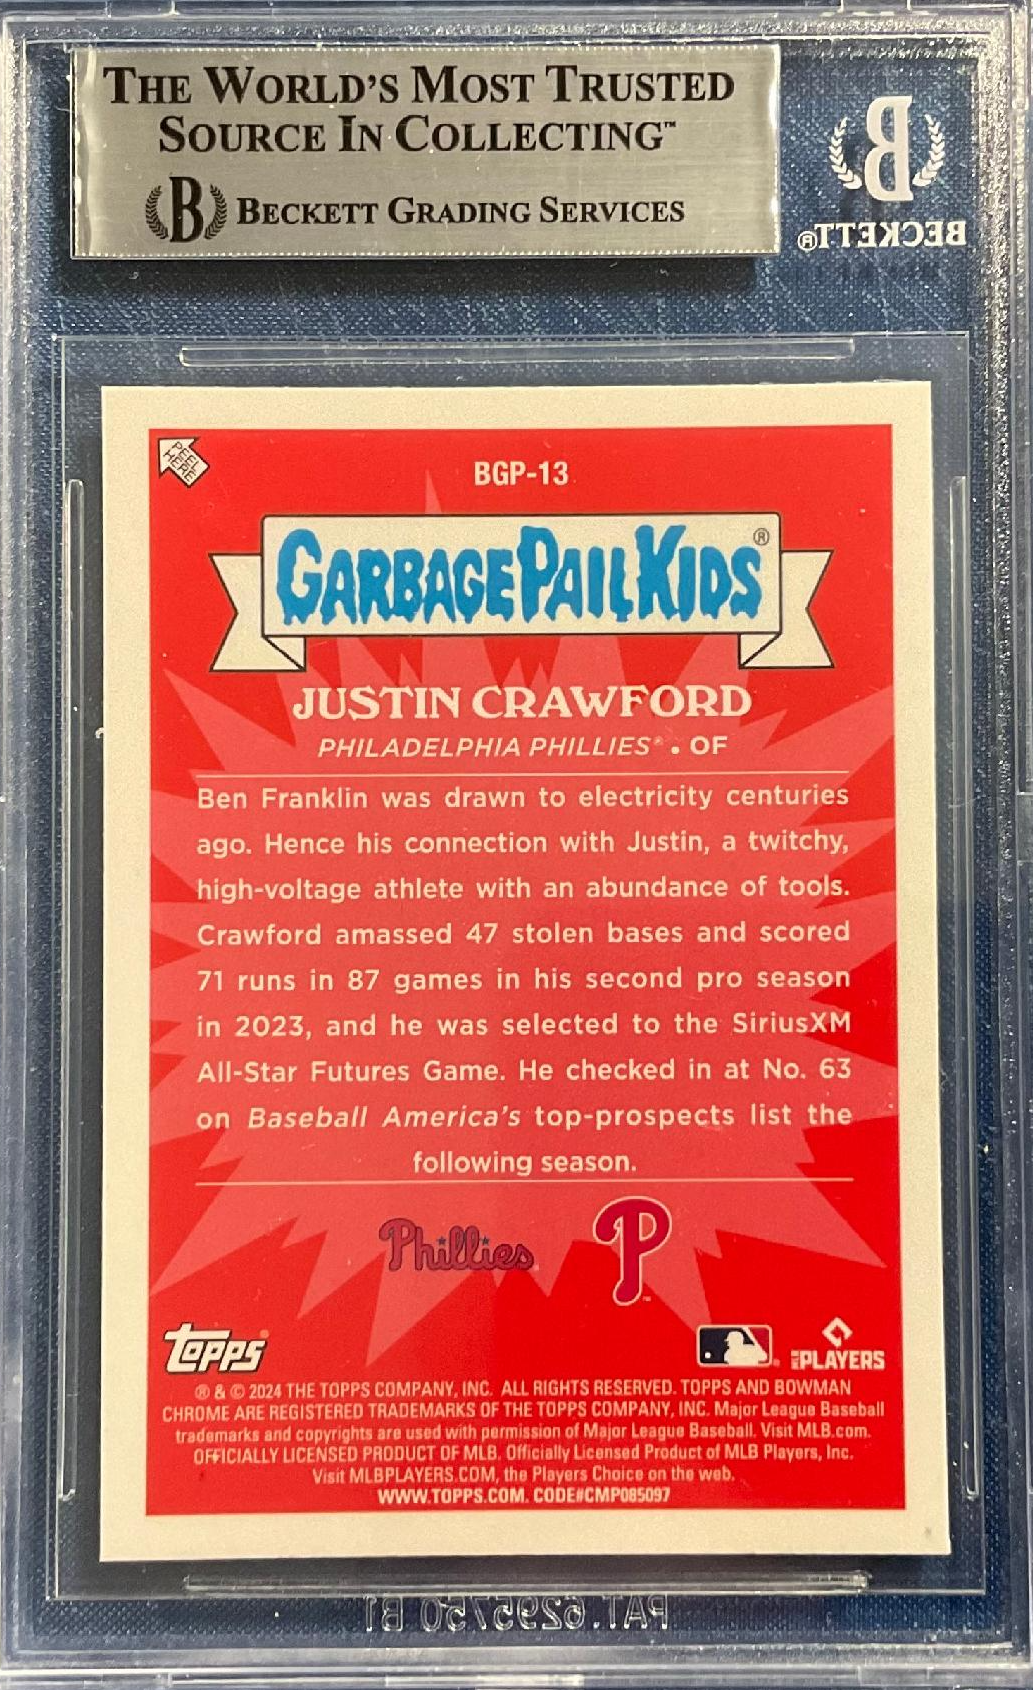 THE WORLD'S MOST TRUSTED
SOURCE IN COLLECTING™
B BECKETT GRADING SERVICES
B
BECKETT®
PEEL
HERE
BGP-13
GARBAGE PAIL KIDS®
JUSTIN CRAWFORD
PHILADELPHIA PHILLIES® • OF
Ben Franklin was drawn to electricity centuries
ago. Hence his connection with Justin, a twitchy,
high-voltage athlete with an abundance of tools.
Crawford amassed 47 stolen bases and scored
71 runs in 87 games in his second pro season
in 2023, and he was selected to the SiriusXM
All-Star Futures Game. He checked in at No. 63
on Baseball America's top-prospects list the
following season.
Phillies P
topps
MLB PLAYERS
® & © 2024 THE TOPPS COMPANY, INC. ALL RIGHTS RESERVED. TOPPS AND BOWMAN
CHROME ARE REGISTERED TRADEMARKS OF THE TOPPS COMPANY, INC. Major League Baseball
trademarks and copyrights are used with permission of Major League Baseball. Visit MLB.com.
OFFICIALLY LICENSED PRODUCT OF MLB. Officially Licensed Product of MLB Players, Inc.
Visit MLBPLAYERS.COM, the Players Choice on the web.
WWW.TOPPS.COM. CODE#CMP085097
PAT.6295750 B1